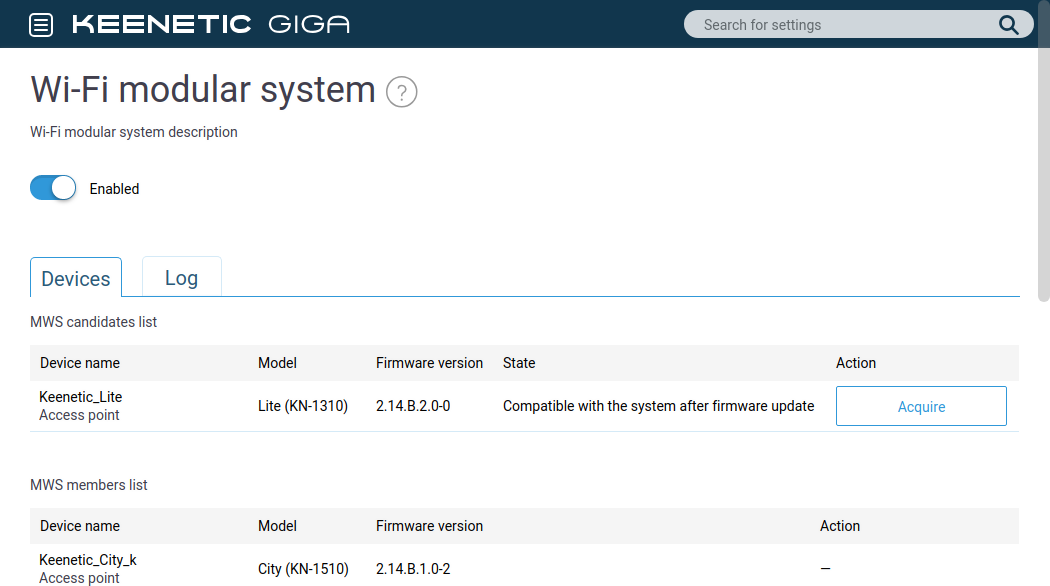 KEENETIC GIGA
Search for settings
Wi-Fi modular system ?
Wi-Fi modular system description
Enabled
Devices Log
MWS candidates list
Device name Model Firmware version State Action
Keenetic_Lite
Access point
Lite (KN-1310) 2.14.B.2.0-0 Compatible with the system after firmware update Acquire
MWS members list
Device name Model Firmware version Action
Keenetic_City_k
Access point
City (KN-1510) 2.14.B.1.0-2 —